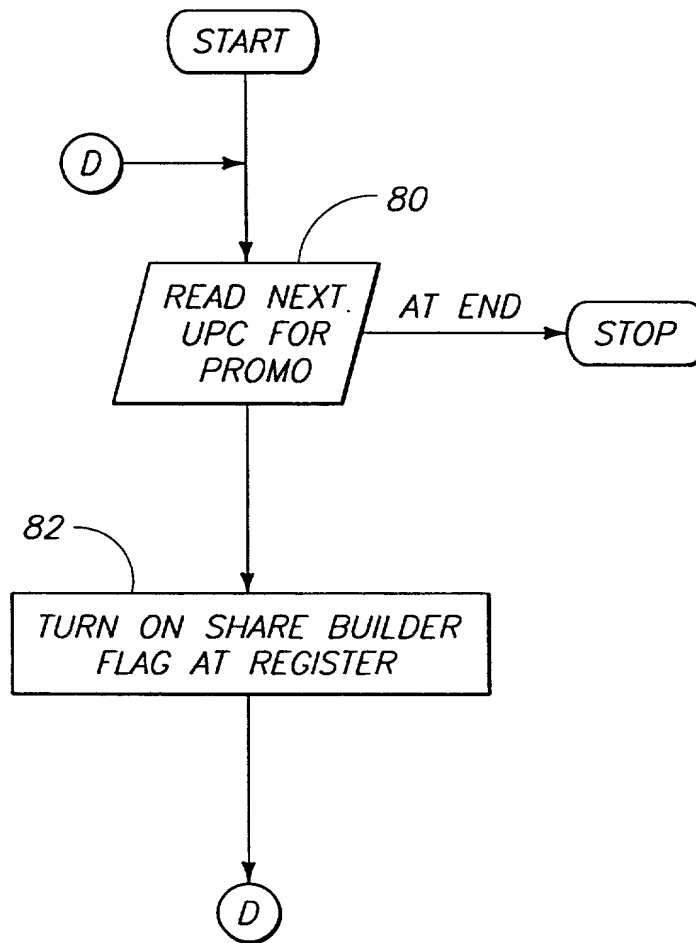 START
D
80
READ NEXT
UPC FOR
PROMO
AT END
STOP
82
TURN ON SHARE BUILDER
FLAG AT REGISTER
D